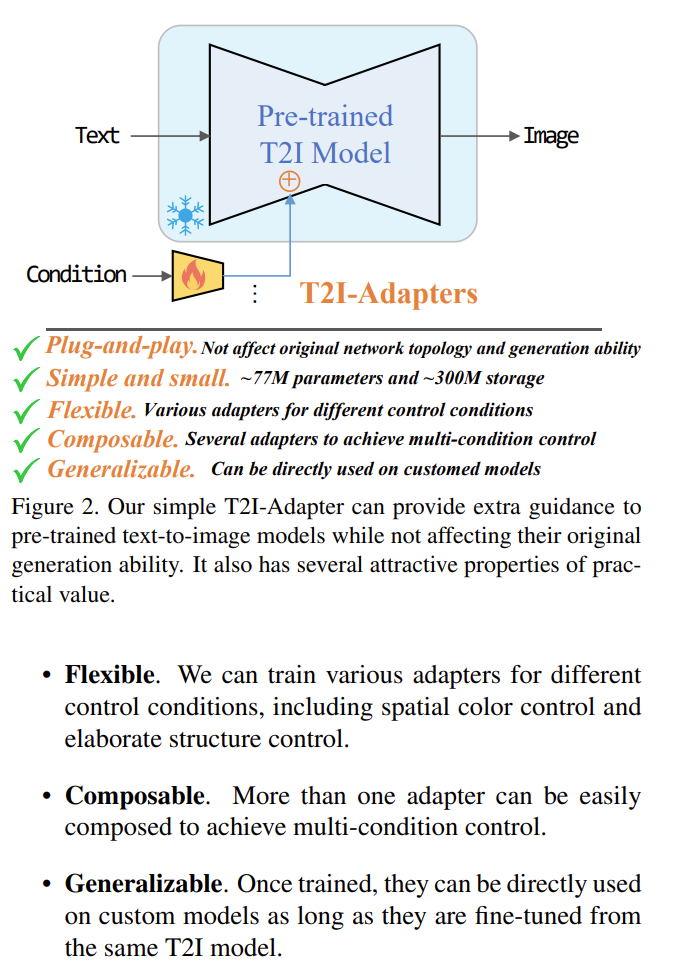 Text
Pre-trained
T2I Model
Image
Condition
⋮
T2I-Adapters
Plug-and-play. Not affect original network topology and generation ability
Simple and small. ~77M parameters and ~300M storage
Flexible. Various adapters for different control conditions
Composable. Several adapters to achieve multi-condition control
Generalizable. Can be directly used on customed models
Figure 2. Our simple T2I-Adapter can provide extra guidance to
pre-trained text-to-image models while not affecting their original
generation ability. It also has several attractive properties of prac-
tical value.
• Flexible. We can train various adapters for different
control conditions, including spatial color control and
elaborate structure control.
• Composable. More than one adapter can be easily
composed to achieve multi-condition control.
• Generalizable. Once trained, they can be directly used
on custom models as long as they are fine-tuned from
the same T2I model.